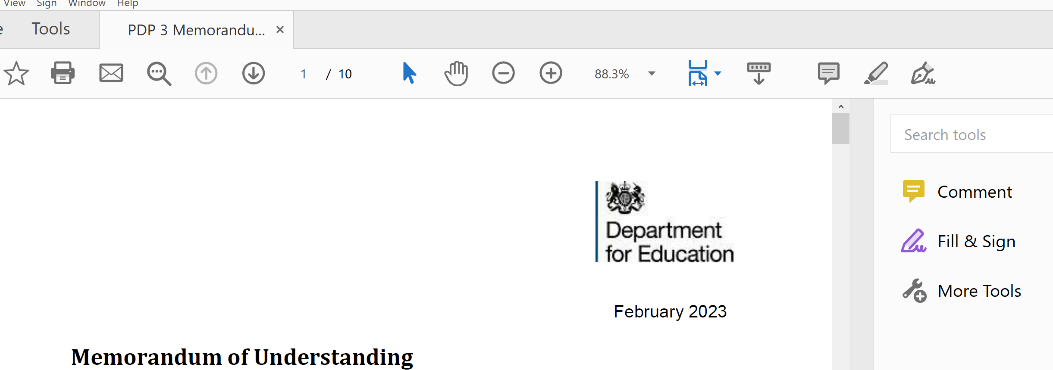 View Sign Window Help
e Tools PDP 3 Memorandu... ×
1 / 10 88.3%
Search tools
Comment
Department
for Education
Fill & Sign
More Tools
February 2023
Memorandum of Understanding